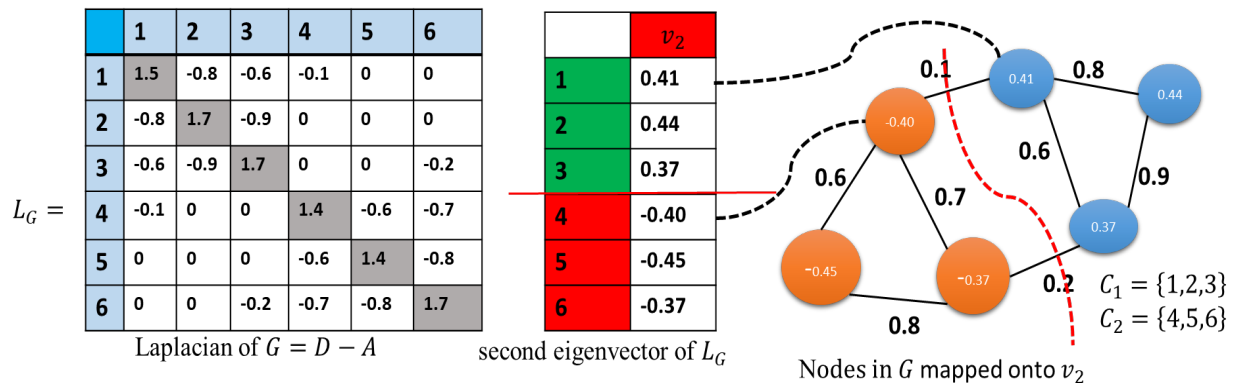 1 2 3 4 5 6
1 1.5 -0.8 -0.6 -0.1 0 0
2 -0.8 1.7 -0.9 0 0 0
3 -0.6 -0.9 1.7 0 0 -0.2
4 -0.1 0 0 1.4 -0.6 -0.7
5 0 0 0 -0.6 1.4 -0.8
6 0 0 -0.2 -0.7 -0.8 1.7
L_G =
Laplacian of G = D − A
v_2
1 0.41
2 0.44
3 0.37
4 -0.40
5 -0.45
6 -0.37
second eigenvector of L_G
0.1
0.41
0.8
0.44
-0.40
0.6
0.9
0.6
0.7
0.37
-0.45
-0.37
0.2
0.8
C_1 = {1,2,3}
C_2 = {4,5,6}
Nodes in G mapped onto v_2